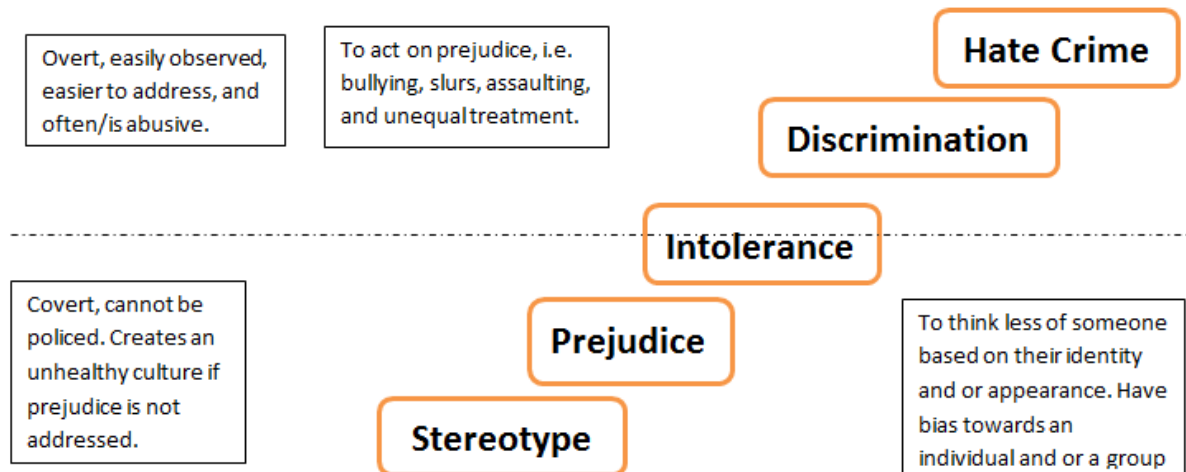 Overt, easily observed,
easier to address, and
often/is abusive.
To act on prejudice, i.e.
bullying, slurs, assaulting,
and unequal treatment.
Hate Crime
Discrimination
Intolerance
Covert, cannot be
policed. Creates an
unhealthy culture if
prejudice is not
addressed.
Prejudice
Stereotype
To think less of someone
based on their identity
and or appearance. Have
bias towards an
individual and or a group